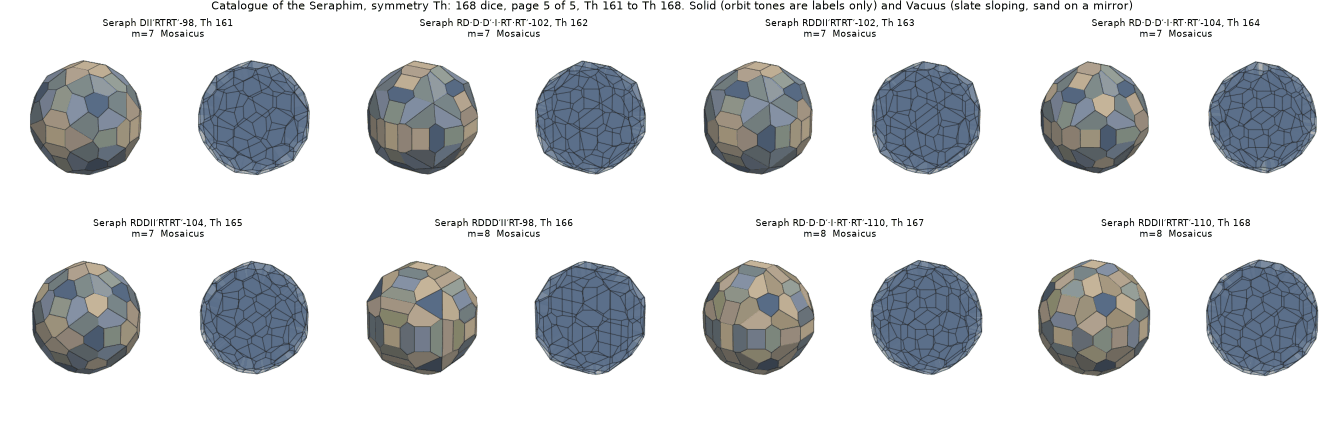 Catalogue of the Seraphim, symmetry Th: 168 dice, page 5 of 5, Th 161 to Th 168. Solid (orbit tones are labels only) and Vacuus (slate sloping, sand on a mirror)
Seraph DII'RTRT'-98, Th 161
m=7 Mosaicus
Seraph RD·D·D'·I·RT·RT'-102, Th 162
m=7 Mosaicus
Seraph RDDII'RTRT'-102, Th 163
m=7 Mosaicus
Seraph RD·D·D'·I·RT·RT'-104, Th 164
m=7 Mosaicus
Seraph RDDII'RTRT'-104, Th 165
m=7 Mosaicus
Seraph RDDD'II'RT-98, Th 166
m=8 Mosaicus
Seraph RD·D·D'·I·RT·RT'-110, Th 167
m=8 Mosaicus
Seraph RDDII'RTRT'-110, Th 168
m=8 Mosaicus